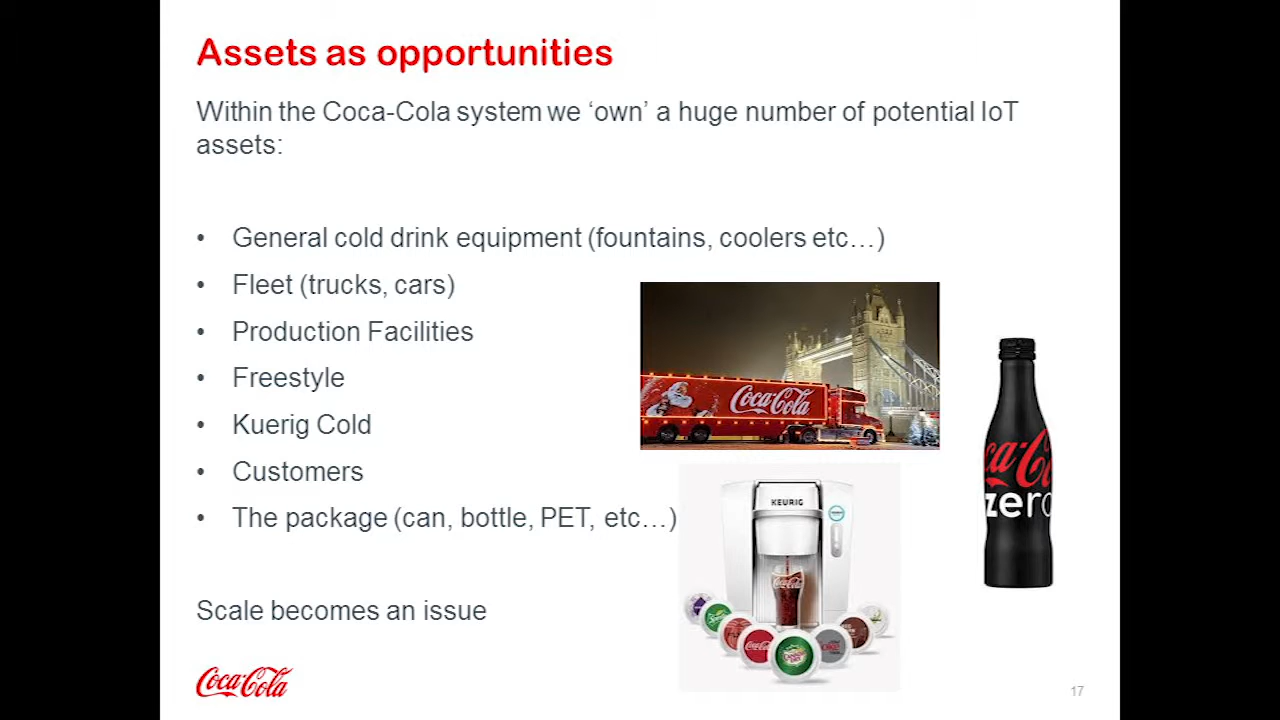 Assets as opportunities
Within the Coca-Cola system we ‘own’ a huge number of potential IoT
assets:
• General cold drink equipment (fountains, coolers etc…)
• Fleet (trucks, cars)
• Production Facilities
• Freestyle
• Kuerig Cold
• Customers
• The package (can, bottle, PET, etc…)
Coca-Cola
ca-Co
zero
KEURIG
Scale becomes an issue
Coca-Cola
17